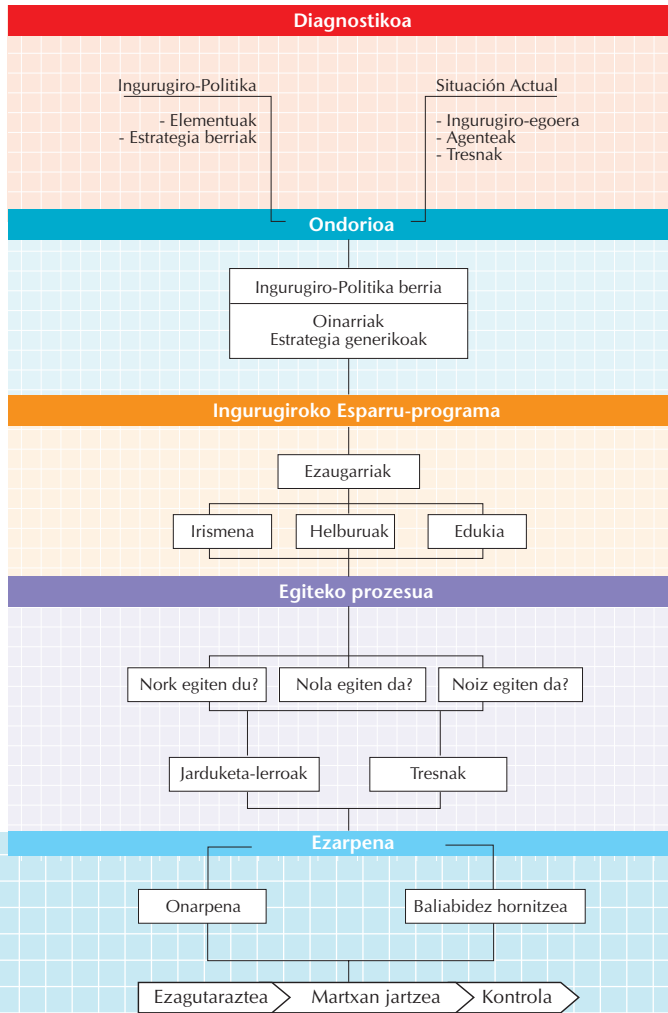 Diagnostikoa
Ingurugiro-Politika
- Elementuak
- Estrategia berriak
Situación Actual
- Ingurugiro-egoera
- Agenteak
- Tresnak
Ondorioa
Ingurugiro-Politika berria
Oinarriak
Estrategia generikoak
Ingurugiroko Esparru-programa
Ezaugarriak
Irismena
Helburuak
Edukia
Egiteko prozesua
Nork egiten du?
Nola egiten da?
Noiz egiten da?
Jarduketa-lerroak
Tresnak
Ezarpena
Onarpena
Baliabidez hornitzea
Ezagutaraztea
Martxan jartzea
Kontrola